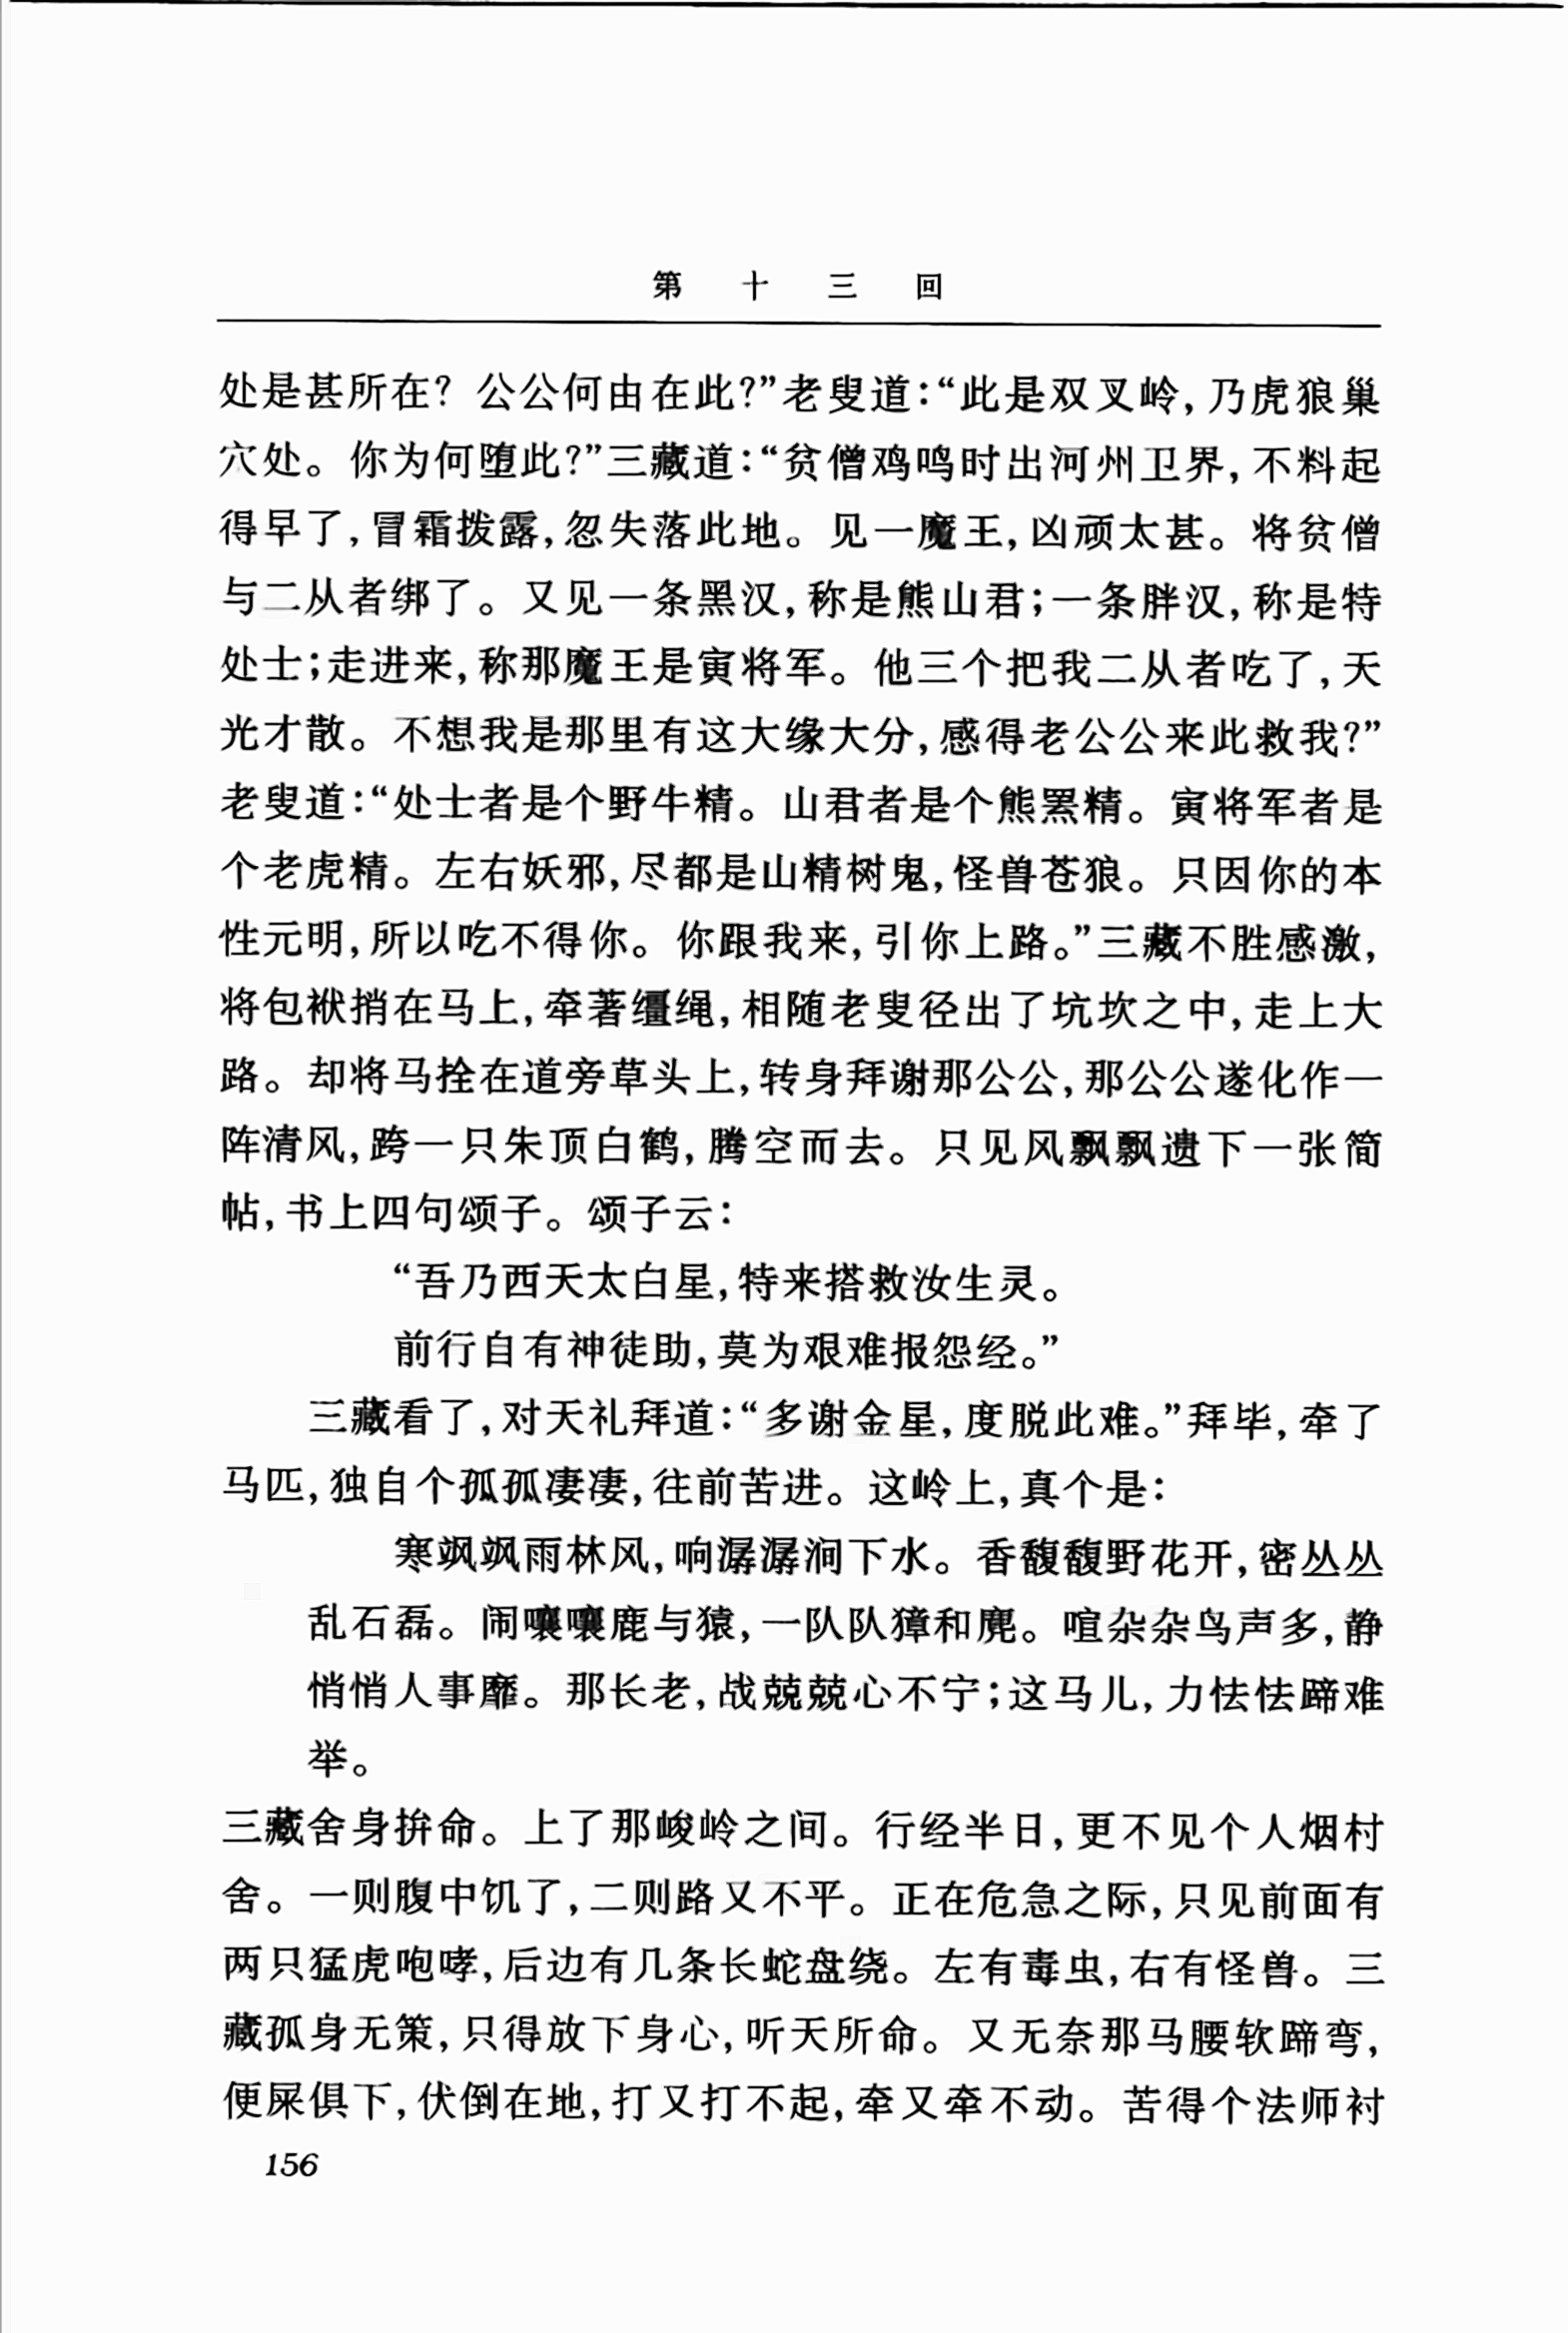 第十三回
处是甚所在？公公何由在此？”老叟道：“此是双叉岭，乃虎狼巢
穴处。你为何堕此？”三藏道：“贫僧鸡鸣时出河州卫界，不料起
得早了，冒霜拨露，忽失落此地。见一魔王，凶顽太甚。将贫僧
与二从者绑了。又见一条黑汉，称是熊山君；一条胖汉，称是特
处士；走进来，称那魔王是寅将军。他三个把我二从者吃了，天
光才散。不想我是那里有这大缘大分，感得老公公来此救我？”
老叟道：“处士者是个野牛精。山君者是个熊罴精。寅将军者是
个老虎精。左右妖邪，尽都是山精树鬼，怪兽苍狼。只因你的本
性元明，所以吃不得你。你跟我来，引你上路。”三藏不胜感激，
将包袱捎在马上，牵著缰绳，相随老叟径出了坑坎之中，走上大
路。却将马拴在道旁草头上，转身拜谢那公公，那公公遂化作一
阵清风，跨一只朱顶白鹤，腾空而去。只见风飘飘遗下一张简
帖，书上四句颂子。颂子云：
“吾乃西天太白星，特来搭救汝生灵。
前行自有神徒助，莫为艰难报怨经。”
三藏看了，对天礼拜道：“多谢金星，度脱此难。”拜毕，牵了
马匹，独自个孤孤凄凄，往前苦进。这岭上，真个是：
寒飒飒雨林风，响潺潺涧下水。香馥馥野花开，密丛丛
乱石磊。闹嚷嚷鹿与猿，一队队獐和麂。喧杂杂鸟声多，静
悄悄人事靡。那长老，战兢兢心不宁；这马儿，力怯怯蹄难
举。
三藏舍身拚命。上了那峻岭之间。行经半日，更不见个人烟村
舍。一则腹中饥了，二则路又不平。正在危急之际，只见前面有
两只猛虎咆哮，后边有几条长蛇盘绕。左有毒虫，右有怪兽。三
藏孤身无策，只得放下身心，听天所命。又无奈那马腰软蹄弯，
便屎俱下，伏倒在地，打又打不起，牵又牵不动。苦得个法师衬
156